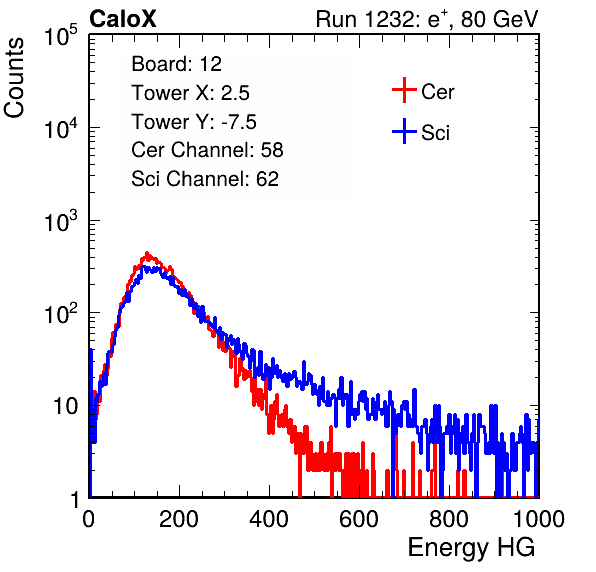 CaloX Run 1232: e⁺, 80 GeV
Counts
10⁵
10⁴
10³
10²
10
1
Board: 12
Tower X: 2.5
Tower Y: -7.5
Cer Channel: 58
Sci Channel: 62
Cer
Sci
0 200 400 600 800 1000
Energy HG